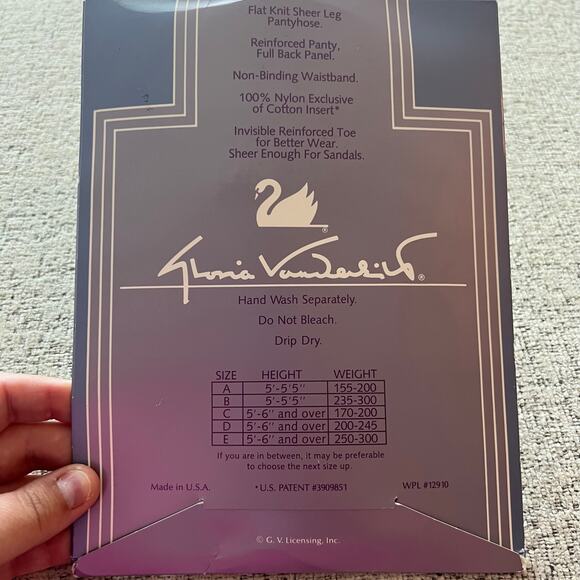 Flat Knit Sheer Leg
Pantyhose.
Reinforced Panty,
Full Back Panel.
Non-Binding Waistband.
100% Nylon Exclusive
of Cotton Insert*
Invisible Reinforced Toe
for Better Wear.
Sheer Enough For Sandals.
®
Gloria Vanderbilt ®
Hand Wash Separately.
Do Not Bleach.
Drip Dry.
SIZE HEIGHT WEIGHT
A 5'-5'5" 155-200
B 5'-5'5" 235-300
C 5'-6" and over 170-200
D 5'-6" and over 200-245
E 5'-6" and over 250-300
If you are in between, it may be preferable
to choose the next size up.
Made in U.S.A. *U.S. PATENT #3909851 WPL #12910
© G. V. Licensing, Inc.